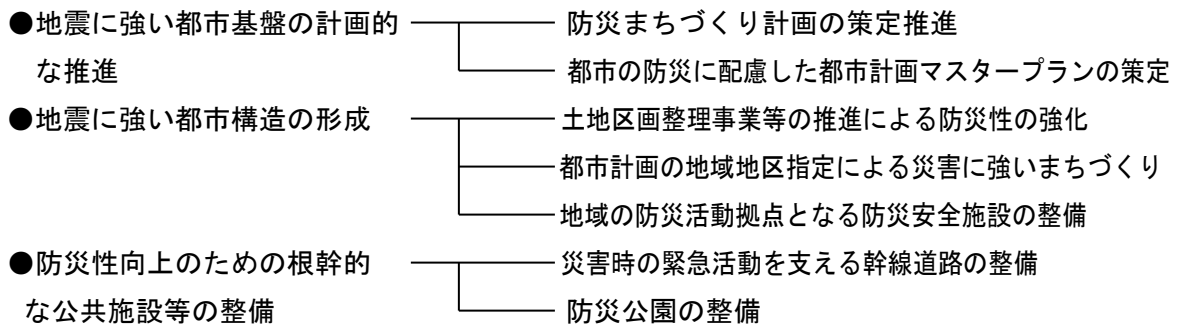 ●地震に強い都市基盤の計画的 防災まちづくり計画の策定推進
な推進 都市の防災に配慮した都市計画マスタープランの策定
●地震に強い都市構造の形成 土地区画整理事業等の推進による防災性の強化
都市計画の地域地区指定による災害に強いまちづくり
地域の防災活動拠点となる防災安全施設の整備
●防災性向上のための根幹的 災害時の緊急活動を支える幹線道路の整備
な公共施設等の整備 防災公園の整備